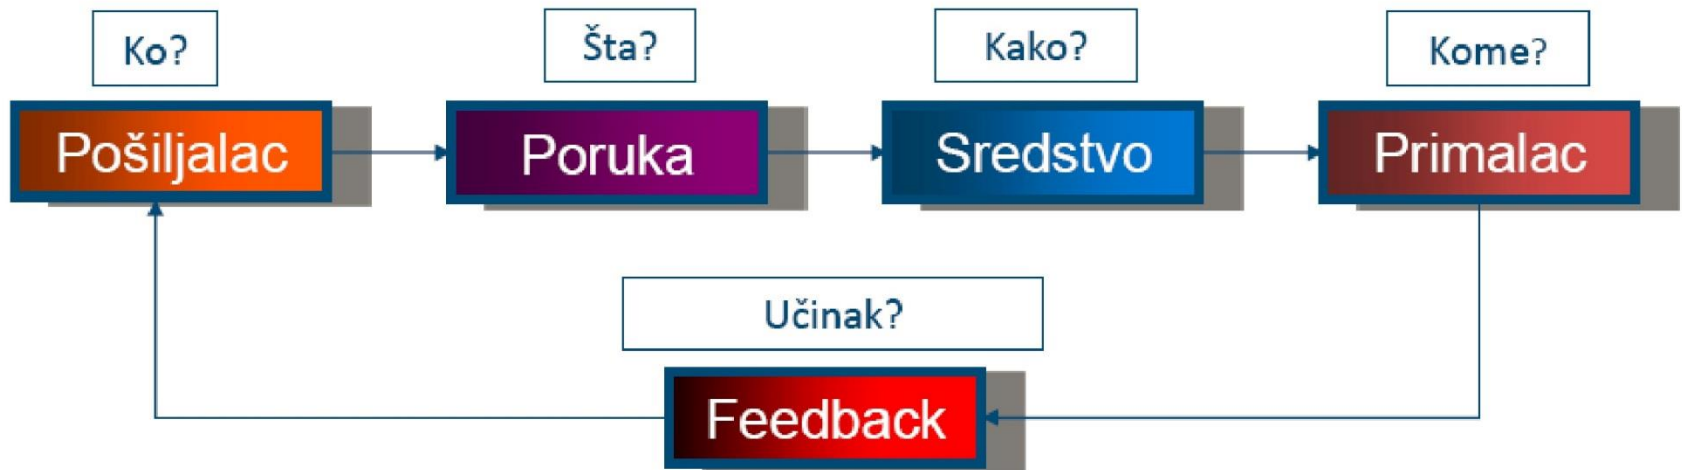 Ko?
Šta?
Kako?
Kome?
Pošiljalac
Poruka
Sredstvo
Primalac
Učinak?
Feedback